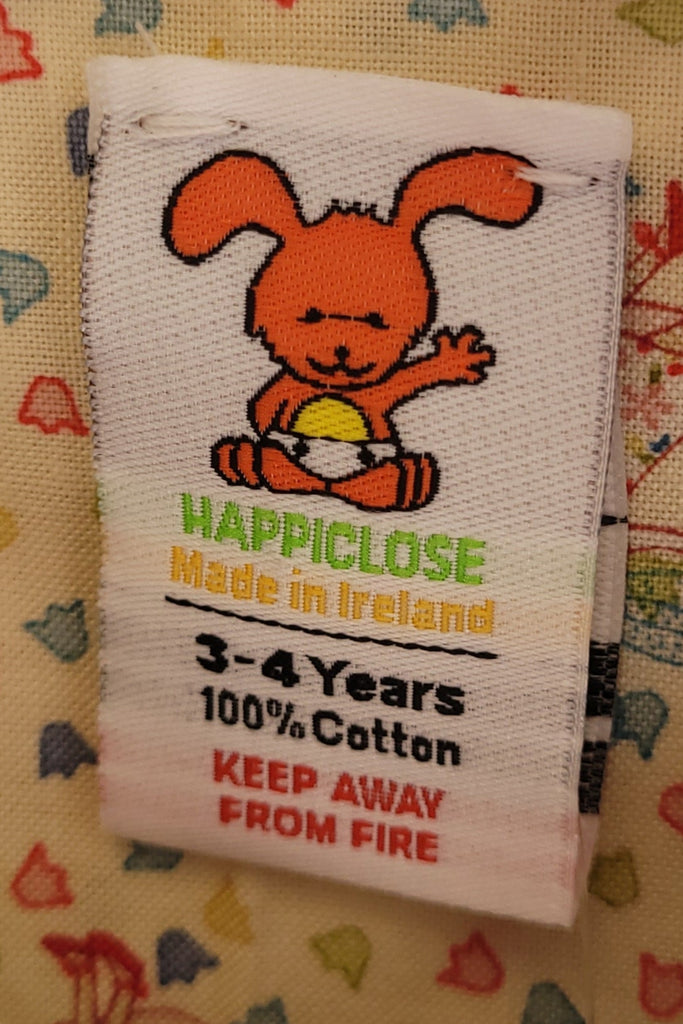 HAPPICLOSE
Made in Ireland
3-4 Years
100% Cotton
KEEP AWAY
FROM FIRE